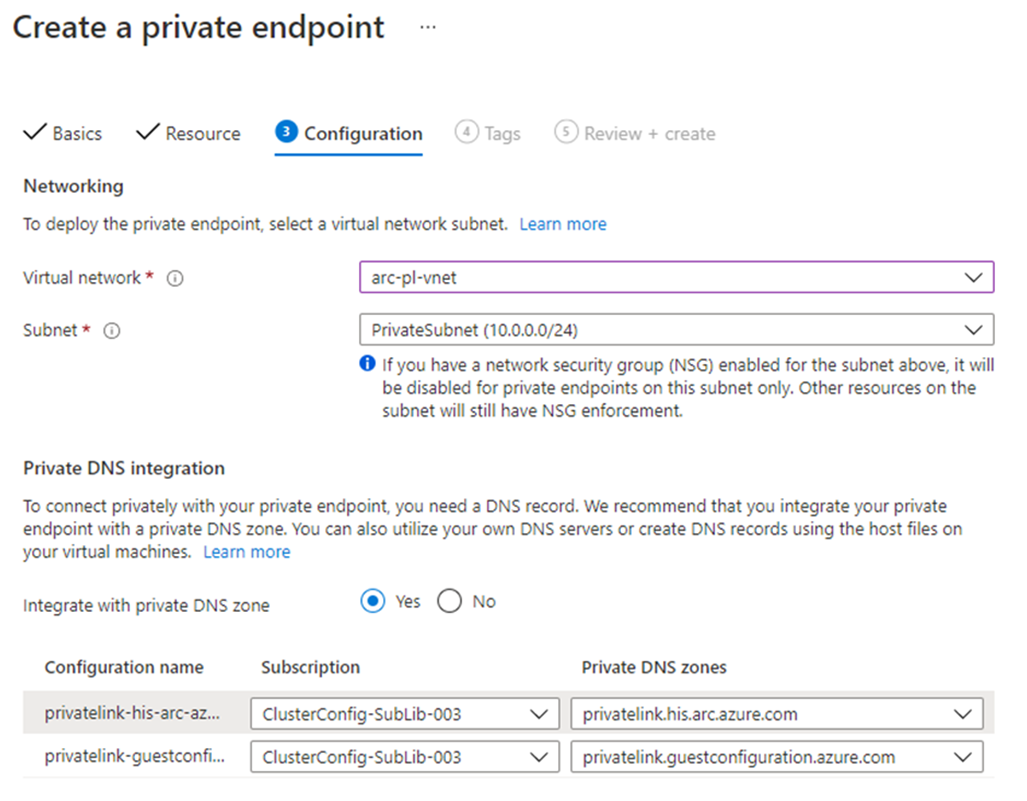 Create a private endpoint ...
Basics Resource 3 Configuration 4 Tags 5 Review + create
Networking
To deploy the private endpoint, select a virtual network subnet. Learn more
Virtual network * arc-pl-vnet
Subnet * PrivateSubnet (10.0.0.0/24)
If you have a network security group (NSG) enabled for the subnet above, it will
be disabled for private endpoints on this subnet only. Other resources on the
subnet will still have NSG enforcement.
Private DNS integration
To connect privately with your private endpoint, you need a DNS record. We recommend that you integrate your private
endpoint with a private DNS zone. You can also utilize your own DNS servers or create DNS records using the host files on
your virtual machines. Learn more
Integrate with private DNS zone Yes No
Configuration name Subscription Private DNS zones
privatelink-his-arc-az... ClusterConfig-SubLib-003 privatelink.his.arc.azure.com
privatelink-guestconfi... ClusterConfig-SubLib-003 privatelink.guestconfiguration.azure.com